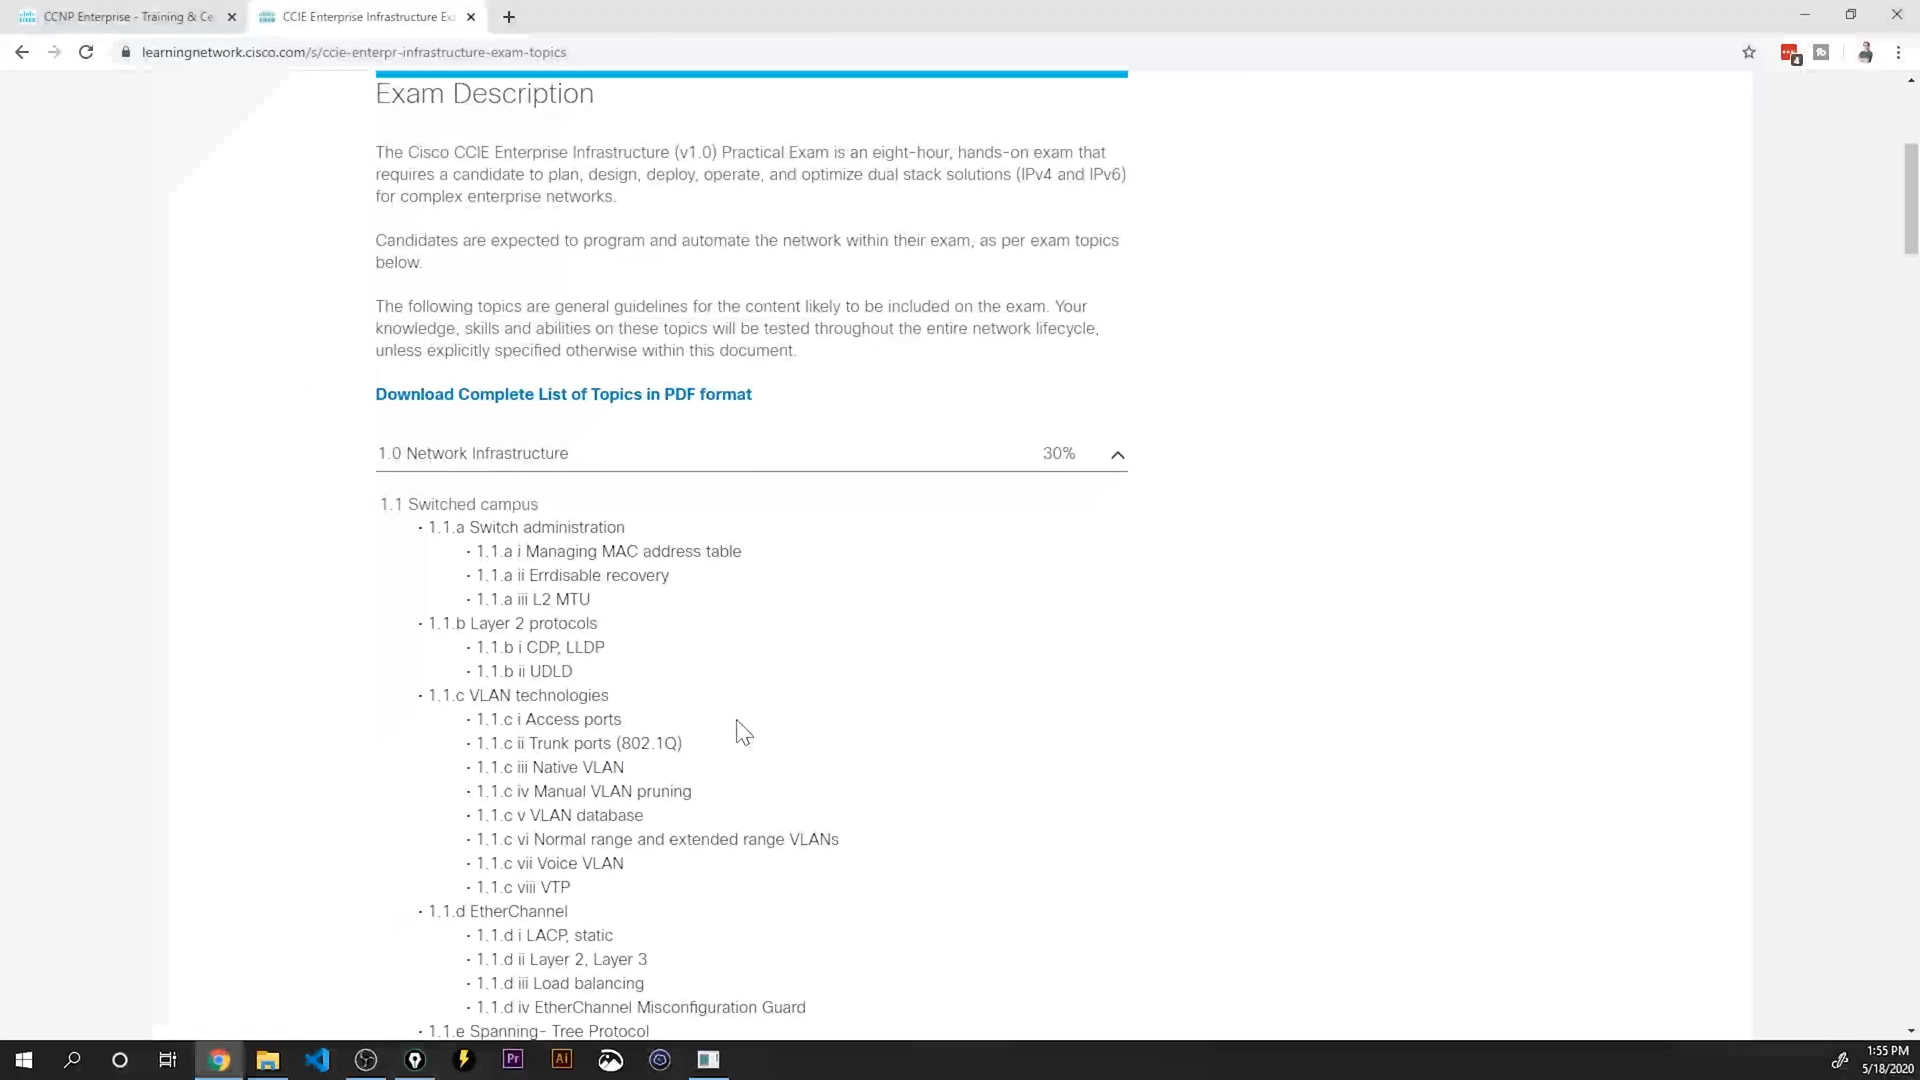 CCNP Enterprise - Training & Ce
CCIE Enterprise Infrastructure Exa
learningnetwork.cisco.com/s/ccie-enterpr-infrastructure-exam-topics
4
Exam Description
The Cisco CCIE Enterprise Infrastructure (v1.0) Practical Exam is an eight-hour, hands-on exam that
requires a candidate to plan, design, deploy, operate, and optimize dual stack solutions (IPv4 and IPv6)
for complex enterprise networks.
Candidates are expected to program and automate the network within their exam, as per exam topics
below.
The following topics are general guidelines for the content likely to be included on the exam. Your
knowledge, skills and abilities on these topics will be tested throughout the entire network lifecycle,
unless explicitly specified otherwise within this document.
Download Complete List of Topics in PDF format
1.0 Network Infrastructure 30%
1.1 Switched campus
· 1.1.a Switch administration
· 1.1.a i Managing MAC address table
· 1.1.a ii Errdisable recovery
· 1.1.a iii L2 MTU
· 1.1.b Layer 2 protocols
· 1.1.b i CDP, LLDP
· 1.1.b ii UDLD
· 1.1.c VLAN technologies
· 1.1.c i Access ports
· 1.1.c ii Trunk ports (802.1Q)
· 1.1.c iii Native VLAN
· 1.1.c iv Manual VLAN pruning
· 1.1.c v VLAN database
· 1.1.c vi Normal range and extended range VLANs
· 1.1.c vii Voice VLAN
· 1.1.c viii VTP
· 1.1.d EtherChannel
· 1.1.d i LACP, static
· 1.1.d ii Layer 2, Layer 3
· 1.1.d iii Load balancing
· 1.1.d iv EtherChannel Misconfiguration Guard
· 1.1.e Spanning- Tree Protocol
Pr
Ai
1:55 PM
5/18/2020